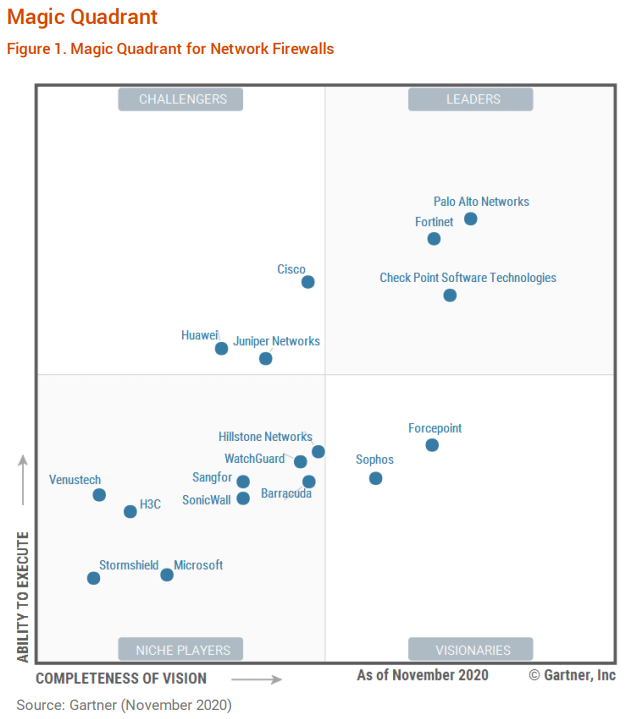 Magic Quadrant
Figure 1. Magic Quadrant for Network Firewalls
CHALLENGERS
LEADERS
Palo Alto Networks
Fortinet
Cisco
Check Point Software Technologies
Huawei
Juniper Networks
Hillstone Networks
Forcepoint
WatchGuard
Sophos
Venustech
Sangfor
Barracuda
SonicWall
H3C
Stormshield
Microsoft
NICHE PLAYERS
VISIONARIES
ABILITY TO EXECUTE
COMPLETENESS OF VISION
As of November 2020
© Gartner, Inc
Source: Gartner (November 2020)